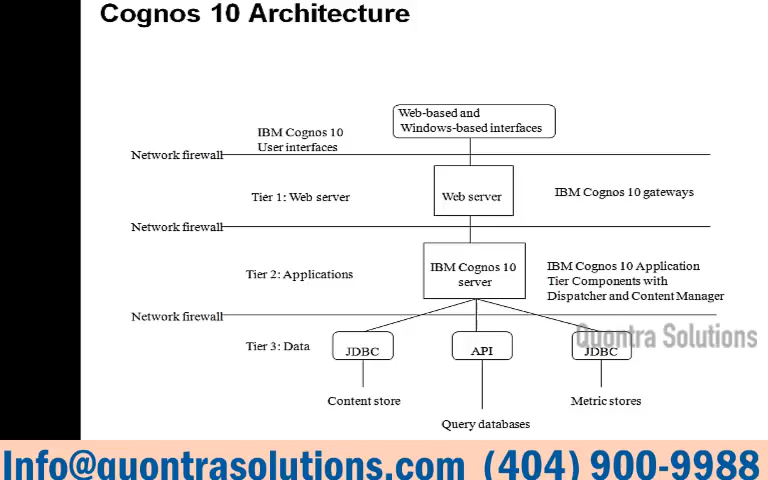 Cognos 10 Architecture
Web-based and
Windows-based interfaces
IBM Cognos 10
User interfaces
Network firewall
Tier 1: Web server
Web server
IBM Cognos 10 gateways
Network firewall
Tier 2: Applications
IBM Cognos 10
server
IBM Cognos 10 Application
Tier Components with
Dispatcher and Content Manager
Network firewall
Quontra Solutions
Tier 3: Data
JDBC
API
JDBC
Content store
Metric stores
Query databases
Info@quontrasolutions.com (404) 900-9988